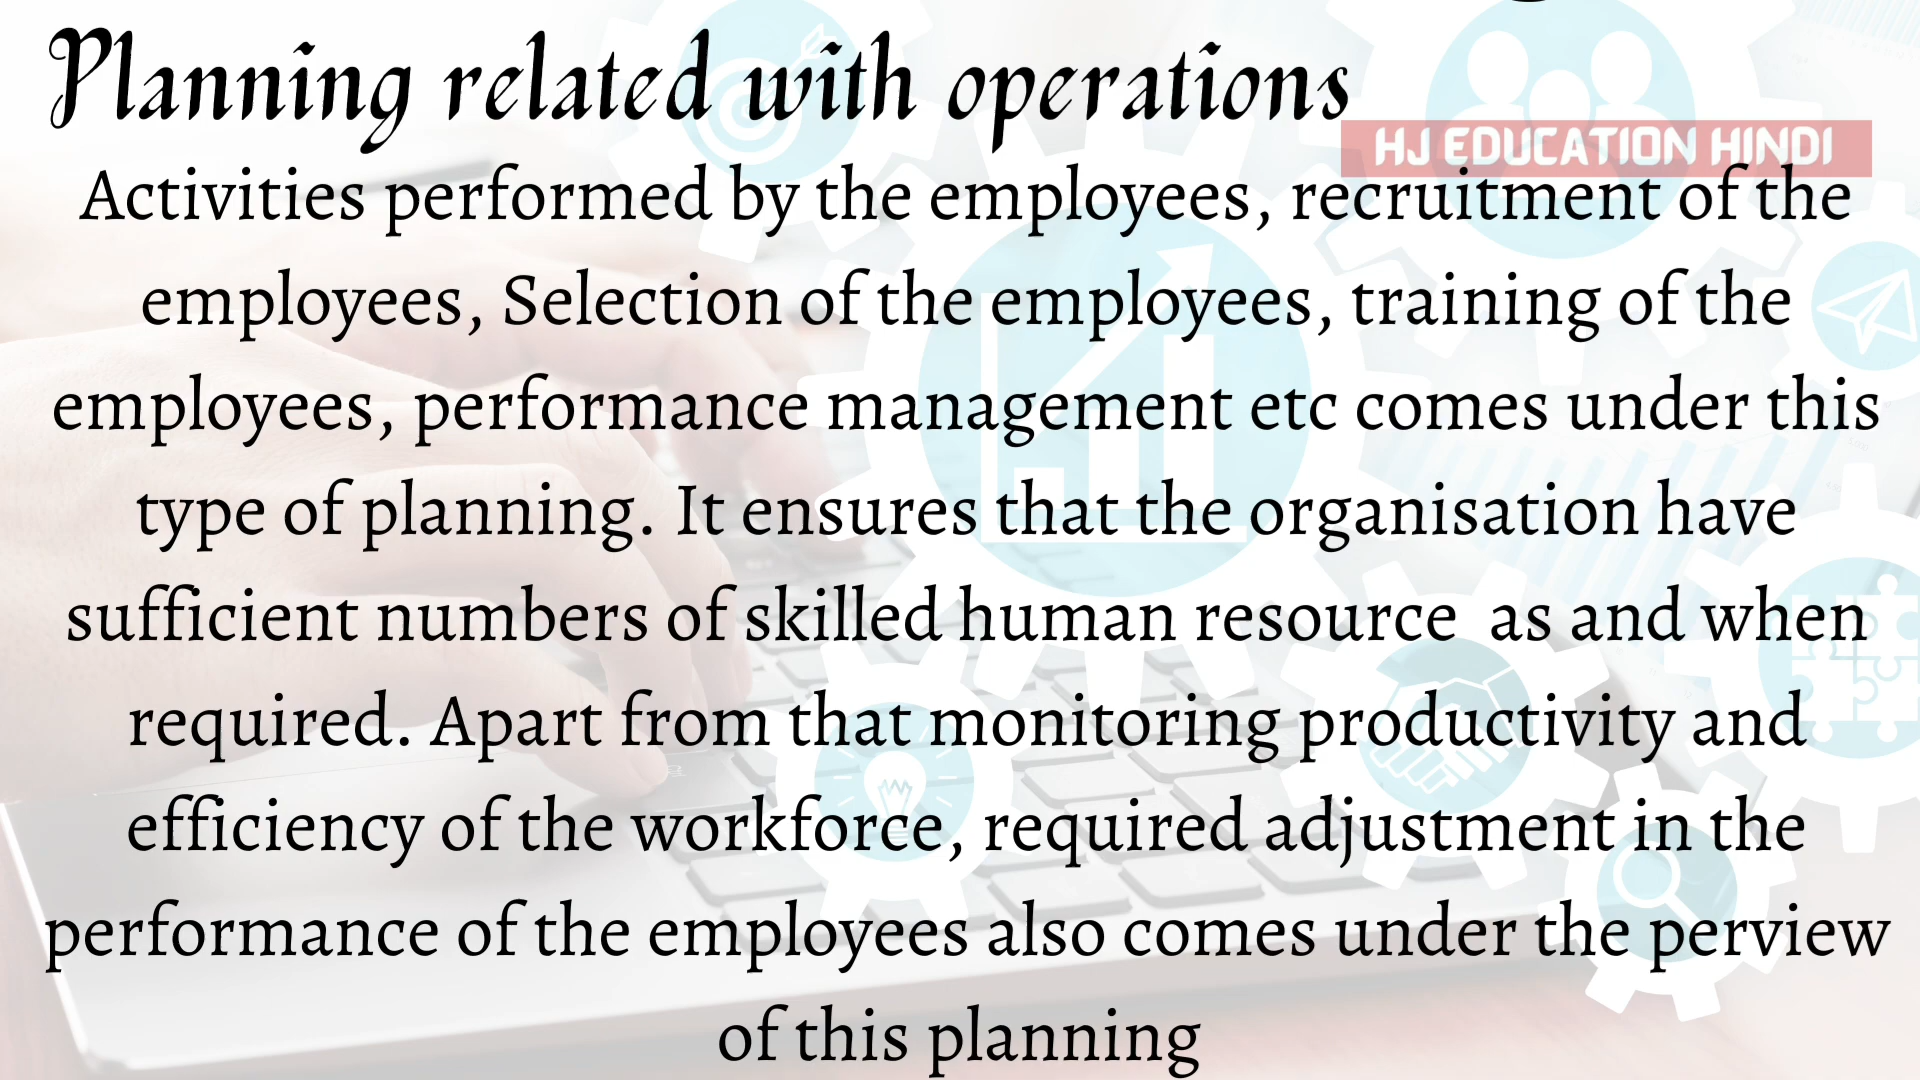 Planning related with operations
HJ EDUCATION HINDI
Activities performed by the employees, recruitment of the
employees, Selection of the employees, training of the
employees, performance management etc comes under this
type of planning. It ensures that the organisation have
sufficient numbers of skilled human resource  as and when
required. Apart from that monitoring productivity and
efficiency of the workforce, required adjustment in the
performance of the employees also comes under the perview
of this planning